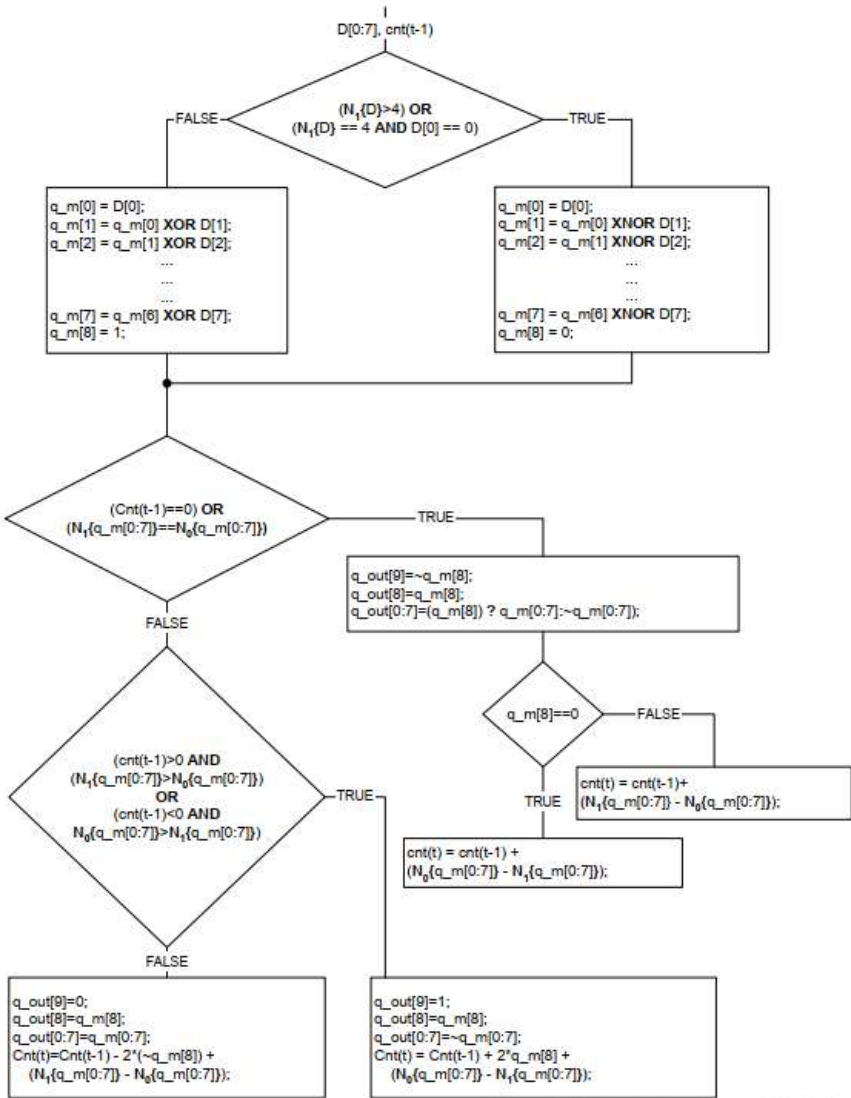 D[0:7], cnt(t-1)
(N₁{D}>4) OR
(N₁{D} == 4 AND D[0] == 0)
FALSE
TRUE
q_m[0] = D[0];
q_m[1] = q_m[0] XOR D[1];
q_m[2] = q_m[1] XOR D[2];
...
...
...
q_m[7] = q_m[6] XOR D[7];
q_m[8] = 1;
q_m[0] = D[0];
q_m[1] = q_m[0] XNOR D[1];
q_m[2] = q_m[1] XNOR D[2];
...
...
...
q_m[7] = q_m[6] XNOR D[7];
q_m[8] = 0;
(Cnt(t-1)==0) OR
(N₁{q_m[0:7]}==N₀{q_m[0:7]})
TRUE
FALSE
q_out[9]=~q_m[8];
q_out[8]=q_m[8];
q_out[0:7]=(q_m[8]) ? q_m[0:7]:~q_m[0:7]);
q_m[8]==0
FALSE
TRUE
cnt(t) = cnt(t-1)+
(N₁{q_m[0:7]} - N₀{q_m[0:7]});
cnt(t) = cnt(t-1) +
(N₀{q_m[0:7]} - N₁{q_m[0:7]});
(cnt(t-1)>0 AND
(N₁{q_m[0:7]}>N₀{q_m[0:7]})
OR
(cnt(t-1)<0 AND
N₀{q_m[0:7]}>N₁{q_m[0:7]})
TRUE
FALSE
q_out[9]=0;
q_out[8]=q_m[8];
q_out[0:7]=q_m[0:7];
Cnt(t)=Cnt(t-1) - 2*(~q_m[8]) +
(N₁{q_m[0:7]} - N₀{q_m[0:7]});
q_out[9]=1;
q_out[8]=q_m[8];
q_out[0:7]=~q_m[0:7];
Cnt(t) = Cnt(t-1) + 2*q_m[8] +
(N₀{q_m[0:7]} - N₁{q_m[0:7]});